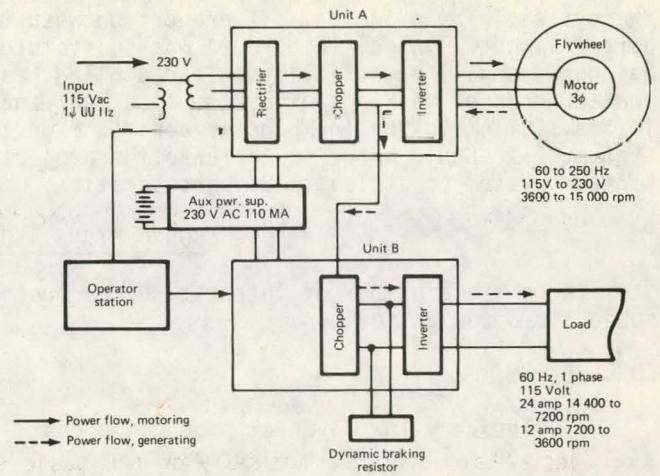 Unit A
Input
115 Vac
230 V
Rectifier
Chopper
Inverter
Flywheel
Motor
3ϕ
60 to 250 Hz
115V to 230 V
3600 to 15 000 rpm
Aux pwr. sup.
230 V AC 110 MA
Operator
station
Unit B
Chopper
Inverter
Load
60 Hz, 1 phase
115 Volt
24 amp 14 400 to
7200 rpm
12 amp 7200 to
3600 rpm
Power flow, motoring
Power flow, generating
Dynamic braking
resistor